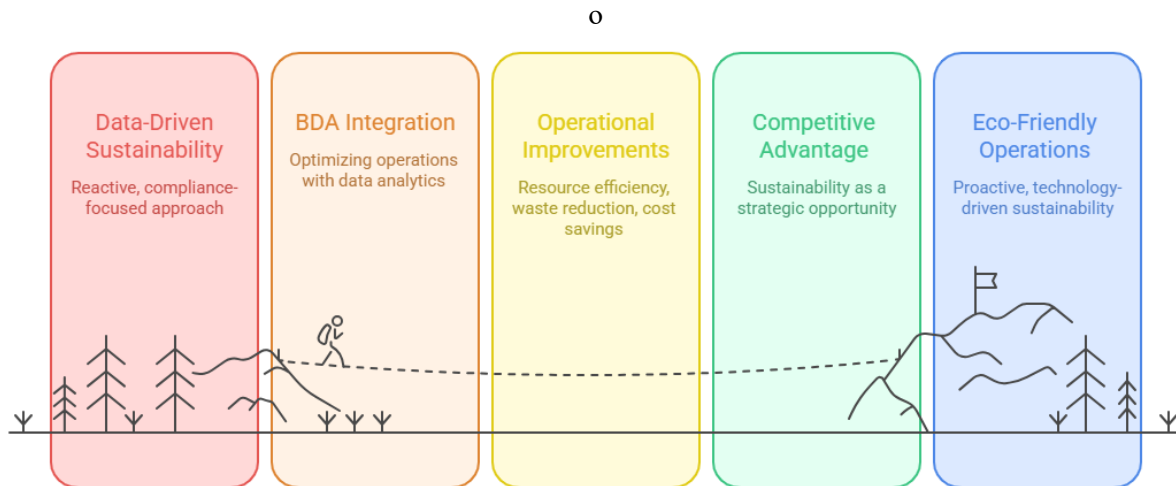 o
Data-Driven
Sustainability
Reactive, compliance-
focused approach
BDA Integration
Optimizing operations
with data analytics
Operational
Improvements
Resource efficiency,
waste reduction, cost
savings
Competitive
Advantage
Sustainability as a
strategic opportunity
Eco-Friendly
Operations
Proactive, technology-
driven sustainability